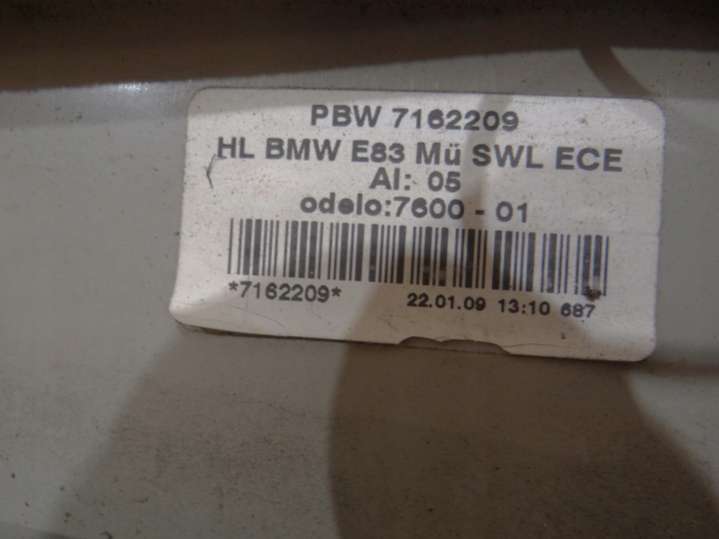 PBW 7162209
HL BMW E83 Mü SWL ECE
AI: 05
odelo:7600 - 01
*7162209* 22.01.09 13:10 687